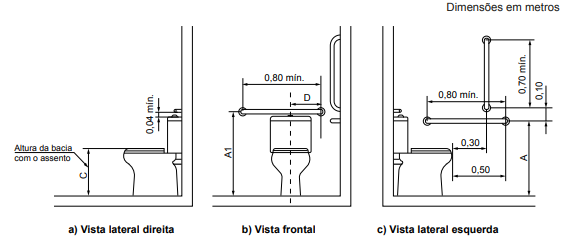 Dimensões em metros
0,04 mín.
Altura da bacia
com o assento
C
a) Vista lateral direita
0,80 mín.
D
A1
b) Vista frontal
0,80 mín.
0,70 mín.
0,10
0,30
0,50
A
c) Vista lateral esquerda